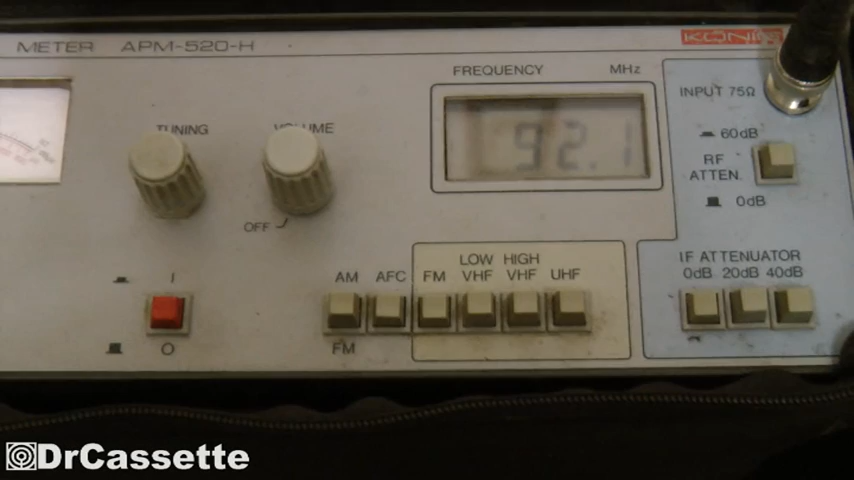 METER APM-520-H
KÖNIG
FREQUENCY MHz
92.1
INPUT 75Ω
60dB
RF
ATTEN.
0dB
TUNING
VOLUME
OFF
LOW HIGH
AM AFC FM VHF VHF UHF
FM
I
O
IF ATTENUATOR
0dB 20dB 40dB
DrCassette